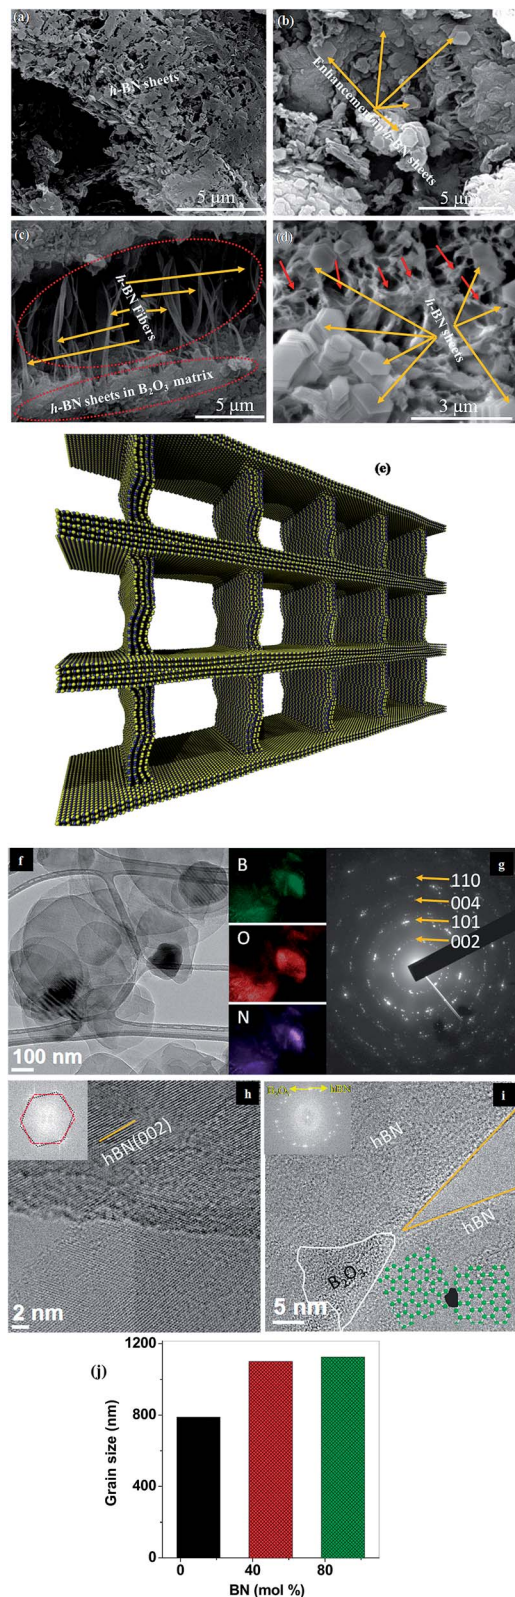 (a)
h-BN sheets
5 μm
(b)
Enhancement in h-BN sheets
5 μm
(c)
h-BN Fibers
h-BN sheets in B₂O₃ matrix
5 μm
(d)
h-BN sheets
3 μm
(e)
f
100 nm
B
O
N
g
110
004
101
002
h
hBN(002)
2 nm
i
B₂O₃
hBN
hBN
hBN
B₂O₃
5 nm
(j)
1200
800
400
0
Grain size (nm)
0
40
80
BN (mol %)